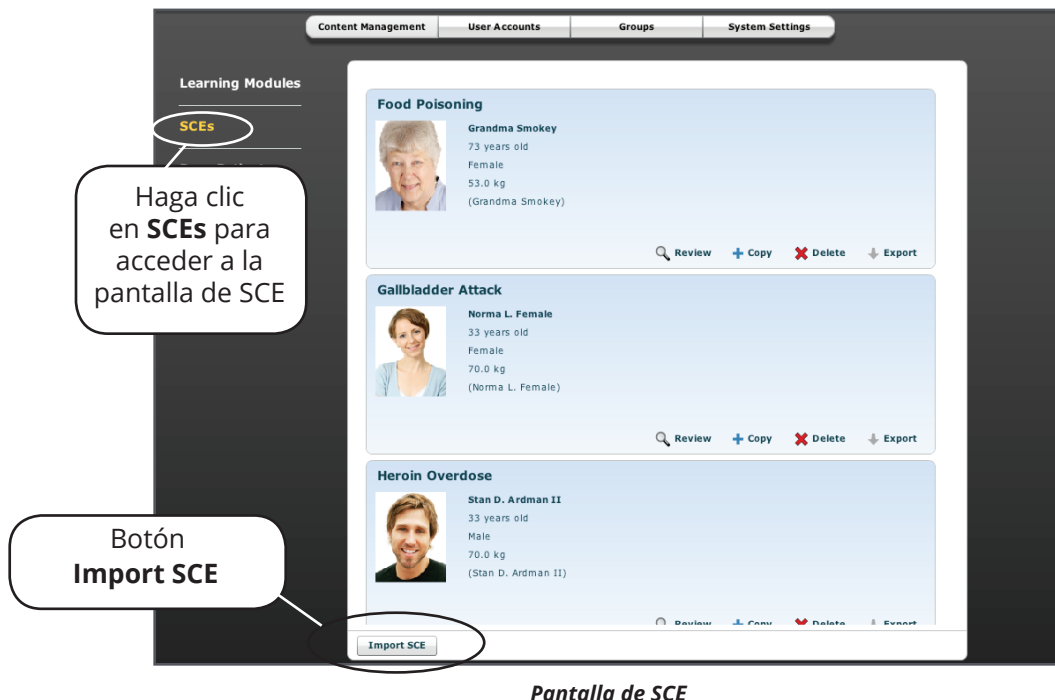 Content Management User Accounts Groups System Settings
Learning Modules
SCEs
Haga clic
en SCEs para
acceder a la
pantalla de SCE
Food Poisoning
Grandma Smokey
73 years old
Female
53.0 kg
(Grandma Smokey)
Review Copy Delete Export
Gallbladder Attack
Norma L. Female
33 years old
Female
70.0 kg
(Norma L. Female)
Review Copy Delete Export
Heroin Overdose
Stan D. Ardman II
33 years old
Male
70.0 kg
(Stan D. Ardman II)
Review Copy Delete Export
Botón
Import SCE
Import SCE
Pantalla de SCE